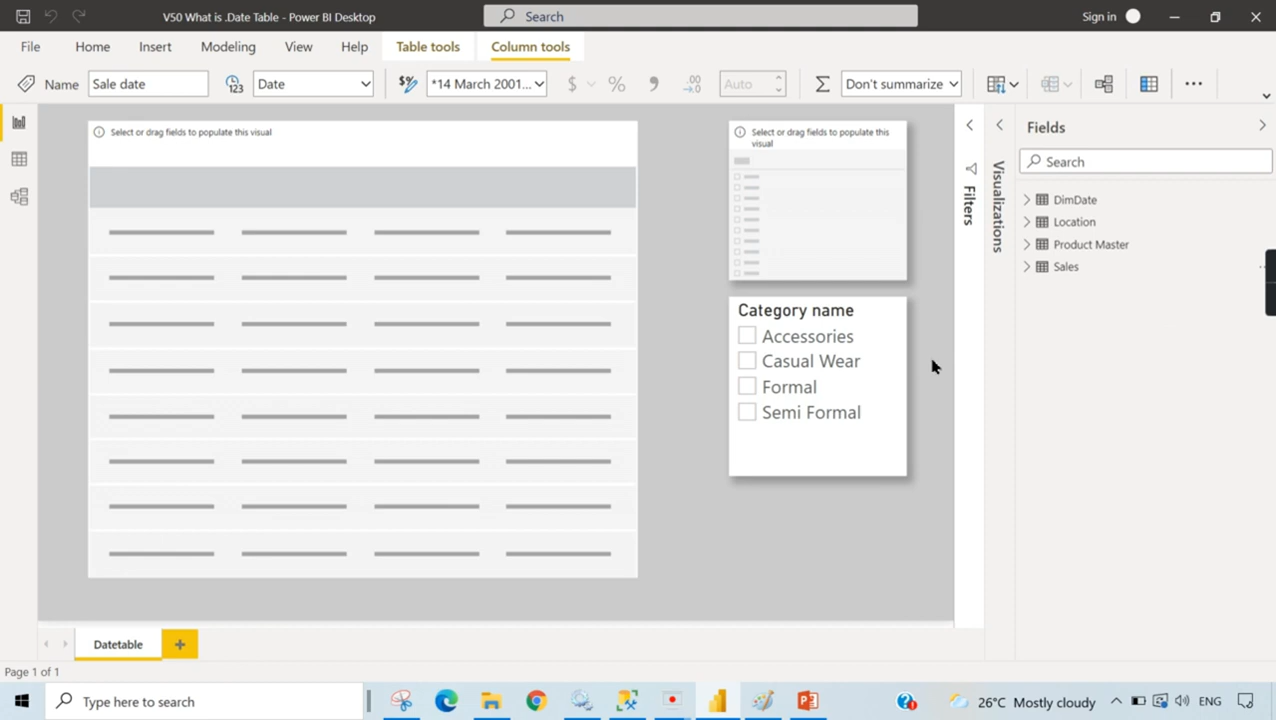 V50 What is .Date Table - Power BI Desktop
Search
Sign in
File
Home
Insert
Modeling
View
Help
Table tools
Column tools
Name
Sale date
123
Date
*14 March 2001...
$
%
.00
Auto
Don't summarize
Select or drag fields to populate this visual
Select or drag fields to populate this
visual
Category name
Accessories
Casual Wear
Formal
Semi Formal
Filters
Visualizations
Fields
Search
DimDate
Location
Product Master
Sales
Datetable
Page 1 of 1
Type here to search
26°C Mostly cloudy
ENG